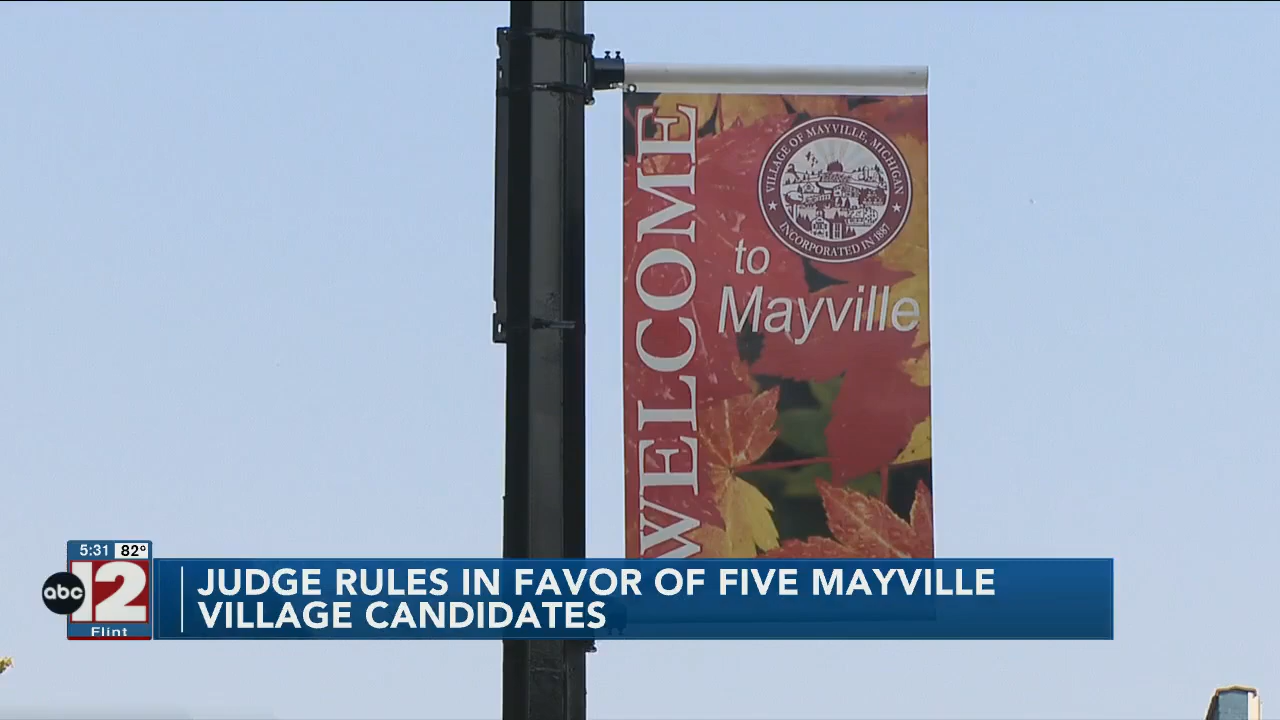 WELCOME
VILLAGE OF MAYVILLE, MICHIGAN
INCORPORATED IN 1887
to
Mayville
5:31 82°
abc 12
Flint
JUDGE RULES IN FAVOR OF FIVE MAYVILLE
VILLAGE CANDIDATES